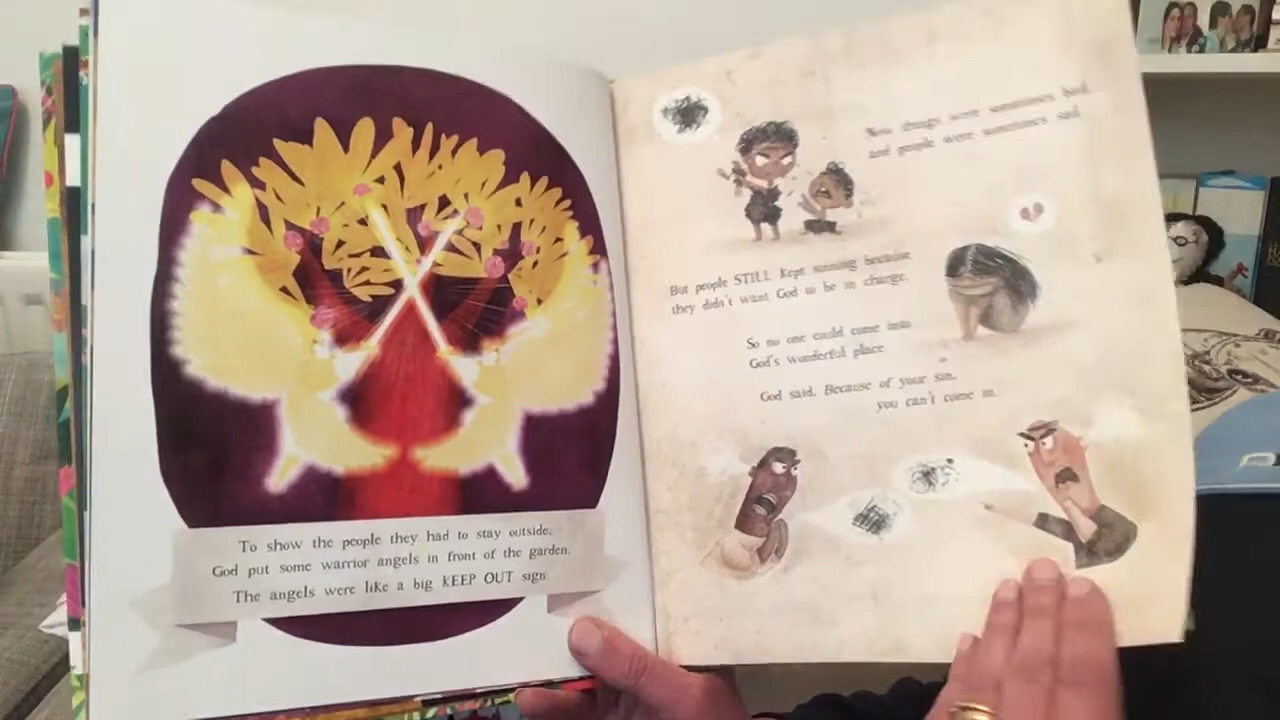 To show the people they had to stay outside,
God put some warrior angels in front of the garden.
The angels were like a big KEEP OUT sign.
Now things were sometimes bad,
and people were sometimes sad.
But people STILL kept sinning because
they didn't want God to be in charge.
So no one could come into
God's wonderful place.
God said, Because of your sin,
you can't come in.